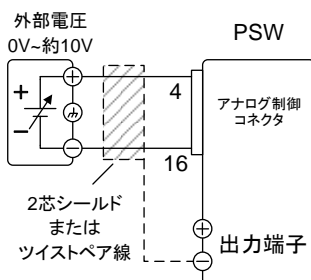 外部電圧
0V~約10V
PSW
+
−
4
アナログ制御
コネクタ
16
2芯シールド
または
ツイストペア線
出力端子